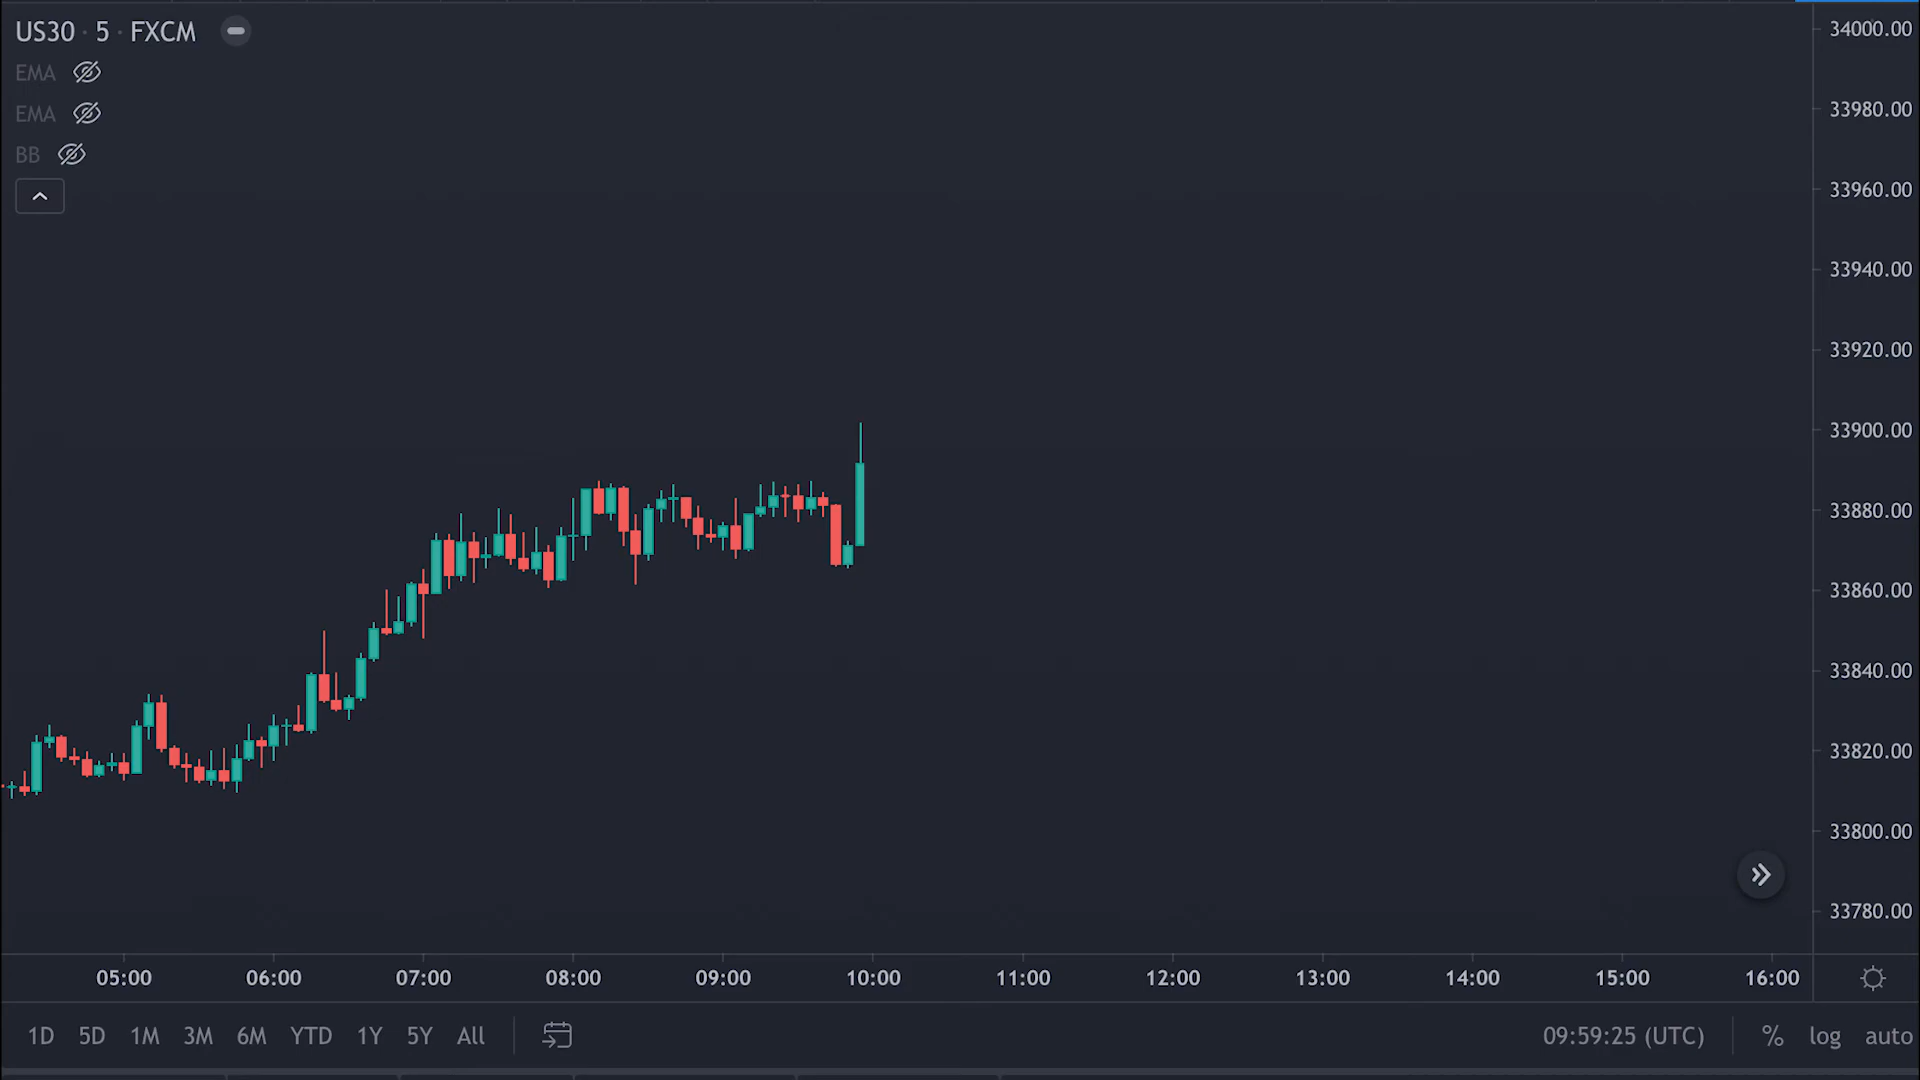 US30 · 5 · FXCM
EMA
EMA
BB
34000.00
33980.00
33960.00
33940.00
33920.00
33900.00
33880.00
33860.00
33840.00
33820.00
33800.00
33780.00
05:00 06:00 07:00 08:00 09:00 10:00 11:00 12:00 13:00 14:00 15:00 16:00
1D 5D 1M 3M 6M YTD 1Y 5Y All 09:59:25 (UTC) % log auto